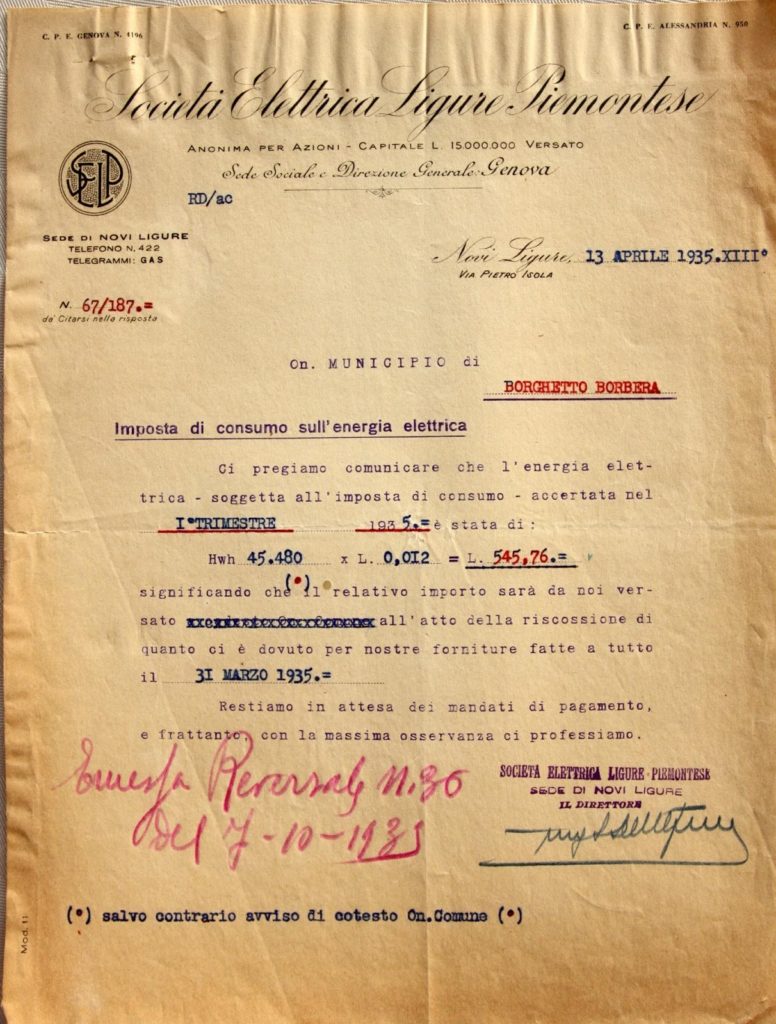 C. P. E. GENOVA N. 4196
C. P. E. ALESSANDRIA N. 950
Società Elettrica Ligure Piemontese
ANONIMA PER AZIONI - CAPITALE L. 15.000.000 VERSATO
Sede Sociale e Direzione Generale: Genova
SELP
RD/ac
SEDE DI NOVI LIGURE
TELEFONO N. 422
TELEGRAMMI: GAS
Novi Ligure, 13 APRILE 1935.XIII°
VIA PIETRO ISOLA
N. 67/187.=
da Citarsi nella risposta
On. MUNICIPIO di
BORGHETTO BORBERA
Imposta di consumo sull'energia elettrica
Ci pregiamo comunicare che l'energia elet-
trica - soggetta all'imposta di consumo - accertata nel
I° TRIMESTRE 1935.= è stata di:
Hwh 45.480 x L. 0,012 = L. 545,76.=
significando che (°) il relativo importo sarà da noi ver-
sato all'atto della riscossione di
quanto ci è dovuto per nostre forniture fatte a tutto
il 31 MARZO 1935.=
Restiamo in attesa dei mandati di pagamento,
e frattanto, con la massima osservanza ci professiamo.
Emessa Reversale N. 36
del 7-10-1935
SOCIETÀ ELETTRICA LIGURE-PIEMONTESE
SEDE DI NOVI LIGURE
IL DIRETTORE
(°) salvo contrario avviso di cotesto On.Comune (°)
Mod. 11